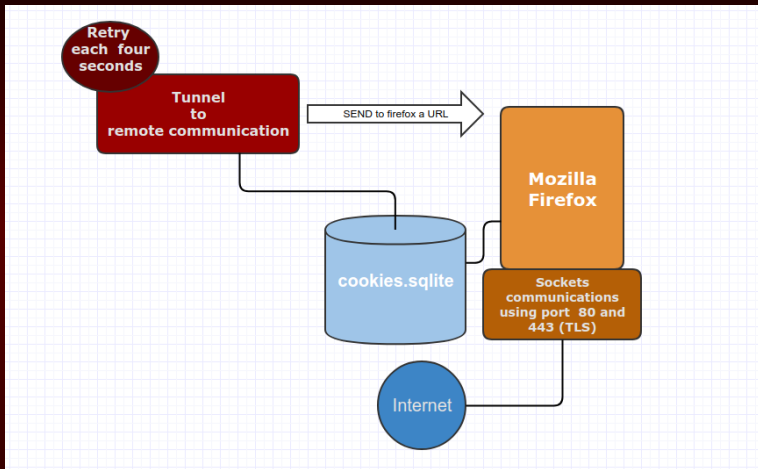 Retry
each four
seconds
Tunnel
to
remote communication
SEND to firefox a URL
Mozilla
Firefox
cookies.sqlite
Sockets
communications
using port 80 and
443 (TLS)
Internet